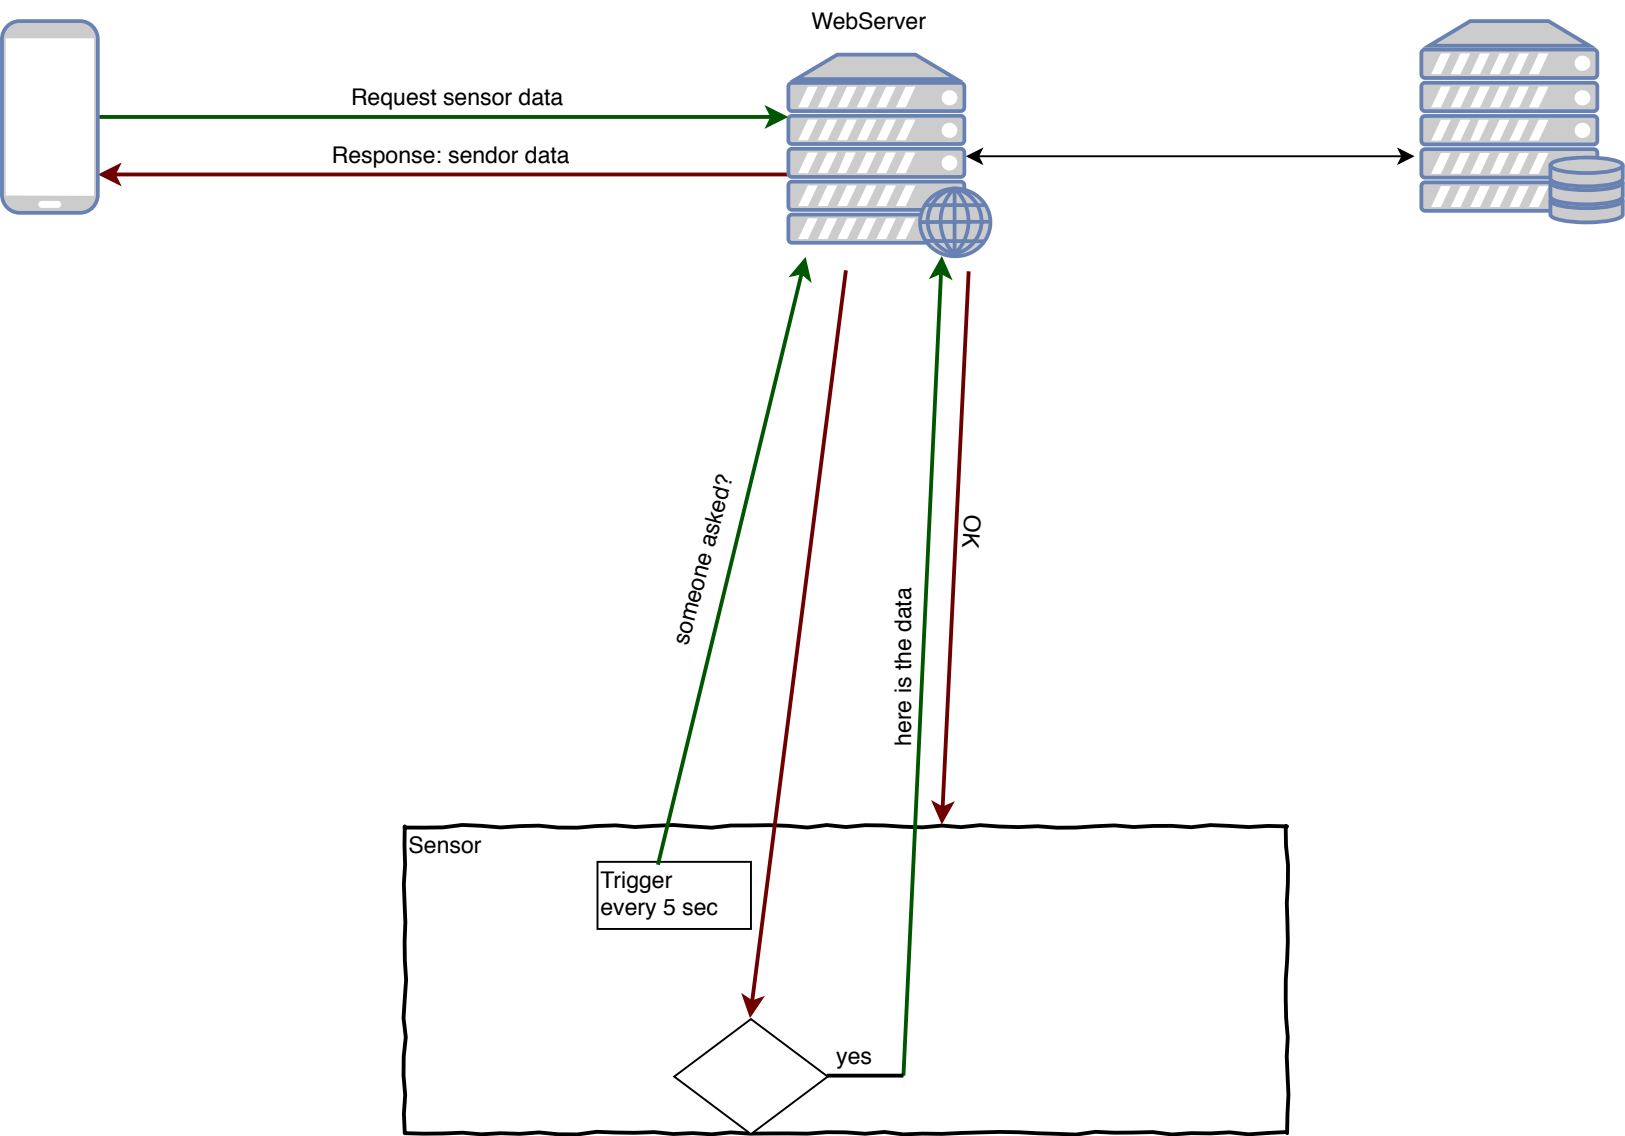 WebServer
Request sensor data
Response: sendor data
someone asked?
OK
here is the data
Sensor
Trigger
every 5 sec
yes